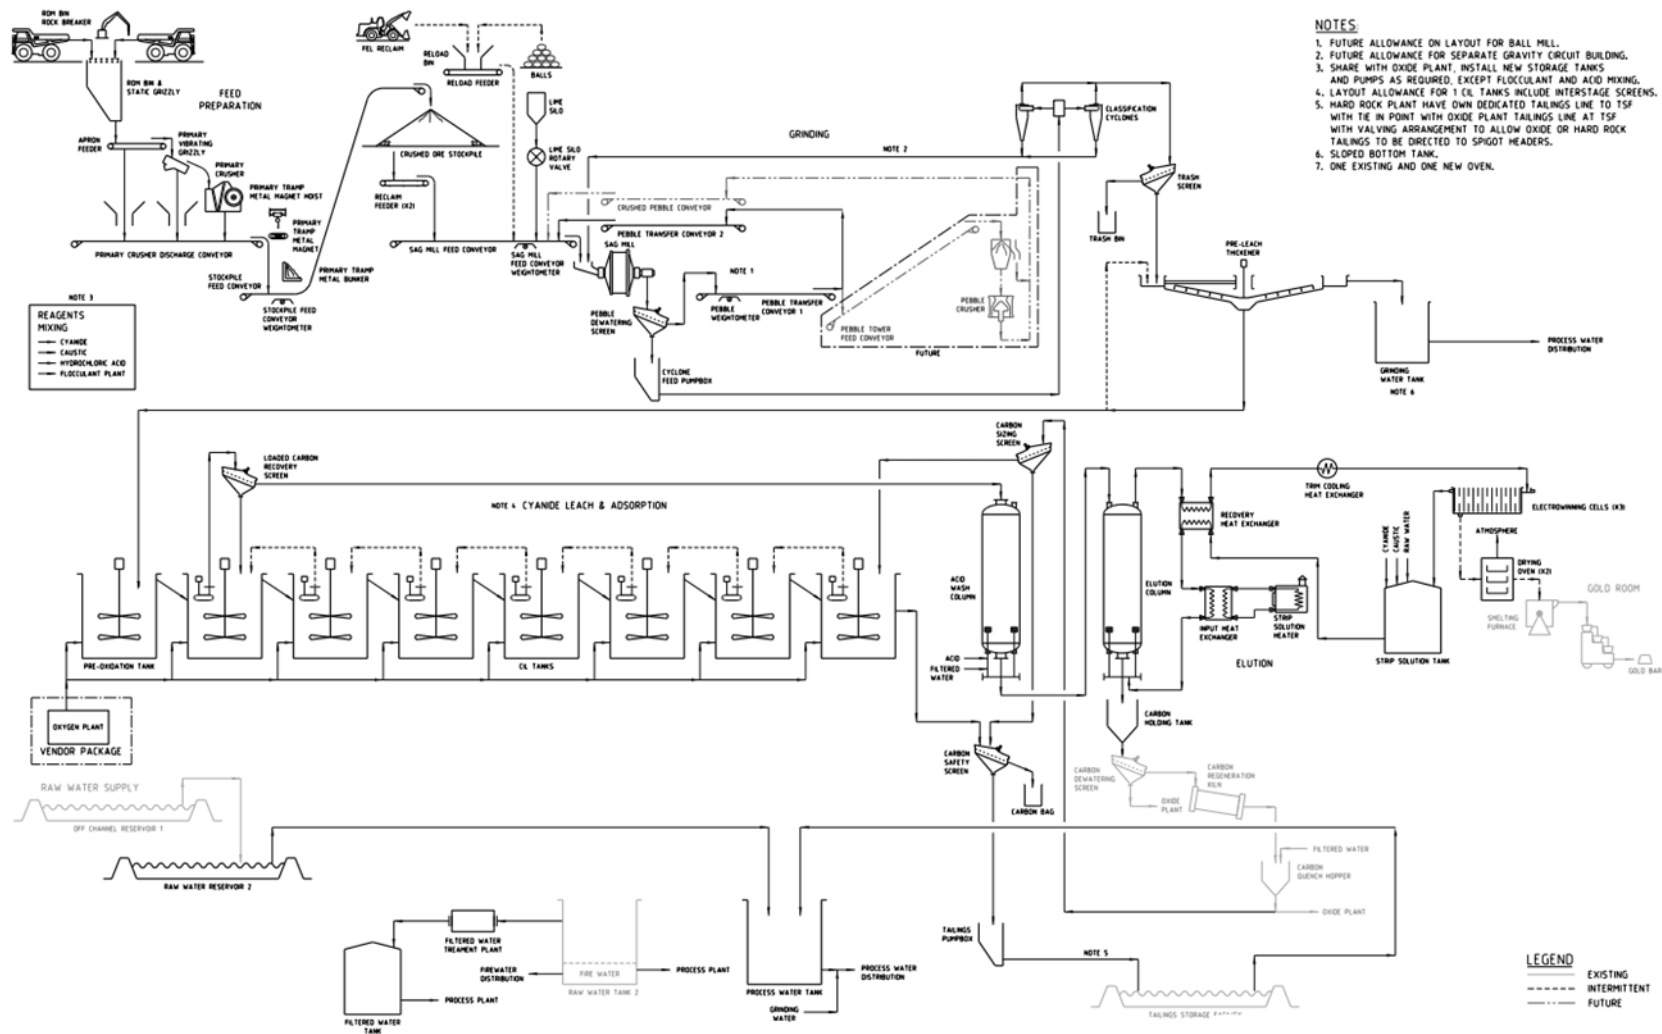 ROM BIN
ROCK BREAKER
ROM BIN &
STATIC GRIZZLY
FEED
PREPARATION
APRON
FEEDER
PRIMARY
VIBRATING
GRIZZLY
PRIMARY
CRUSHER
PRIMARY TRAMP
METAL MAGNET HOIST
PRIMARY
TRAMP
METAL
MAGNET
PRIMARY CRUSHER DISCHARGE CONVEYOR
STOCKPILE
FEED CONVEYOR
PRIMARY TRAMP
METAL BUNKER
STOCKPILE FEED
CONVEYOR
WEIGHTOMETER
NOTE 3
REAGENTS
MIXING
CYANIDE
CAUSTIC
HYDROCHLORIC ACID
FLOCCULANT PLANT
FEL RECLAIM
RELOAD
BIN
RELOAD FEEDER
BALLS
LIME
SILO
LIME SILO
ROTARY
VALVE
CRUSHED ORE STOCKPILE
RECLAIM
FEEDER (X2)
SAG MILL FEED CONVEYOR
SAG MILL
FEED CONVEYOR
WEIGHTOMETER
GRINDING
NOTE 2
CLASSIFICATION
CYCLONES
CRUSHED PEBBLE CONVEYOR
PEBBLE TRANSFER CONVEYOR 2
SAG MILL
NOTE 1
PEBBLE
DEWATERING
SCREEN
PEBBLE
WEIGHTOMETER
PEBBLE TRANSFER
CONVEYOR 1
PEBBLE TOWER
FEED CONVEYOR
PEBBLE
CRUSHER
FUTURE
CYCLONE
FEED PUMPBOX
TRASH
SCREEN
TRASH BIN
PRE-LEACH
THICKENER
GRINDING
WATER TANK
NOTE 6
PROCESS WATER
DISTRIBUTION
NOTES:
1. FUTURE ALLOWANCE ON LAYOUT FOR BALL MILL.
2. FUTURE ALLOWANCE FOR SEPARATE GRAVITY CIRCUIT BUILDING.
3. SHARE WITH OXIDE PLANT, INSTALL NEW STORAGE TANKS
AND PUMPS AS REQUIRED, EXCEPT FLOCCULANT AND ACID MIXING.
4. LAYOUT ALLOWANCE FOR 1 CIL TANKS INCLUDE INTERSTAGE SCREENS.
5. HARD ROCK PLANT HAVE OWN DEDICATED TAILINGS LINE TO TSF
WITH TIE IN POINT WITH OXIDE PLANT TAILINGS LINE AT TSF
WITH VALVING ARRANGEMENT TO ALLOW OXIDE OR HARD ROCK
TAILINGS TO BE DIRECTED TO SPIGOT HEADERS.
6. SLOPED BOTTOM TANK.
7. ONE EXISTING AND ONE NEW OVEN.
LOADED CARBON
RECOVERY
SCREEN
NOTE 4 CYANIDE LEACH & ADSORPTION
CARBON
SIZING
SCREEN
PRE-OXIDATION TANK
CIL TANKS
OXYGEN PLANT
VENDOR PACKAGE
ACID
WASH
COLUMN
ACID
FILTERED
WATER
ELUTION
COLUMN
RECOVERY
HEAT EXCHANGER
TRIM COOLING
HEAT EXCHANGER
INPUT HEAT
EXCHANGER
STRIP
SOLUTION
HEATER
ELUTION
CYANIDE
CAUSTIC
RAW WATER
STRIP SOLUTION TANK
ELECTROWINNING CELLS (X3)
ATMOSPHERE
DRYING
OVEN (X2)
GOLD ROOM
SMELTING
FURNACE
GOLD BAR
CARBON
HOLDING TANK
CARBON
SAFETY
SCREEN
CARBON BAG
CARBON
DEWATERING
SCREEN
CARBON
REGENERATION
KILN
OXIDE
PLANT
FILTERED WATER
CARBON
QUENCH HOPPER
OXIDE PLANT
RAW WATER SUPPLY
OFF CHANNEL RESERVOIR 1
RAW WATER RESERVOIR 2
FILTERED WATER
TREAMENT PLANT
FILTERED WATER
TANK
PROCESS PLANT
FIREWATER
DISTRIBUTION
FIRE WATER
RAW WATER TANK 2
PROCESS PLANT
PROCESS WATER TANK
GRINDING
WATER
PROCESS WATER
DISTRIBUTION
TAILINGS
PUMPBOX
NOTE 5
TAILINGS STORAGE
LEGEND
EXISTING
INTERMITTENT
FUTURE